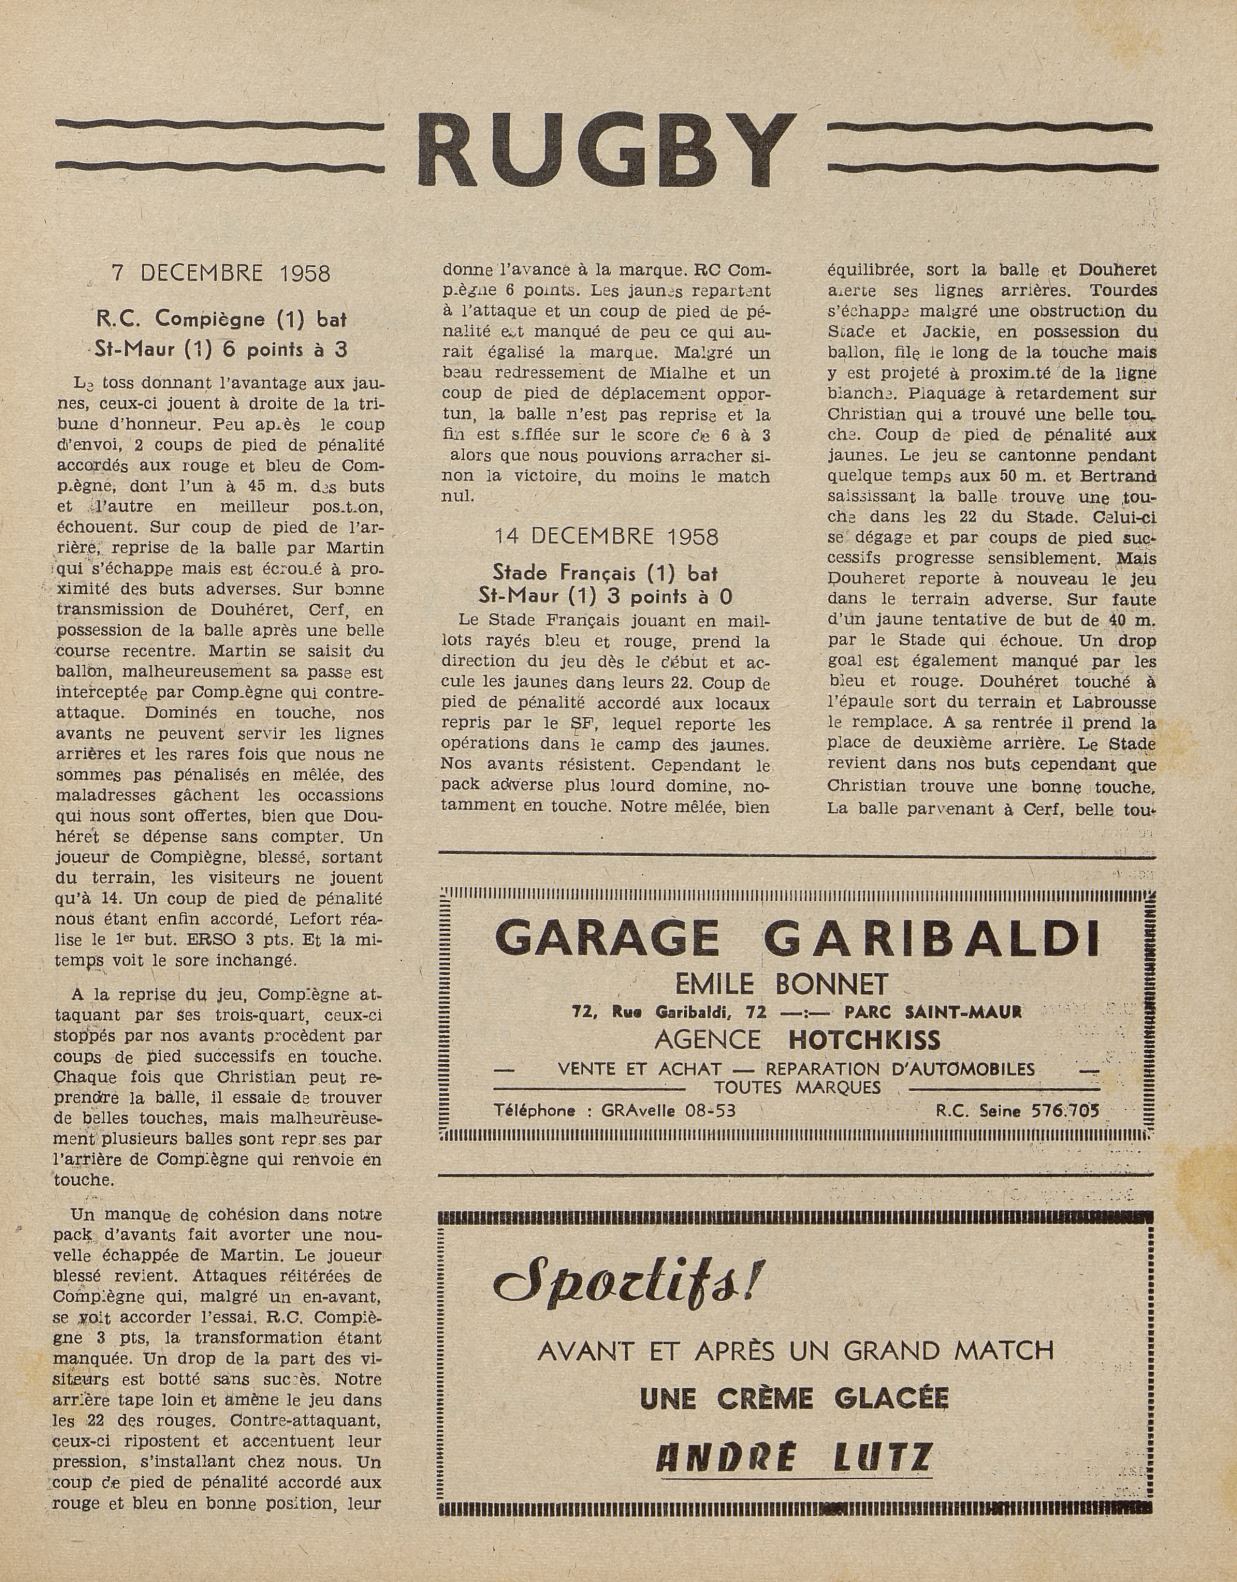 RUGBY
7 DECEMBRE 1958
R.C. Compiègne (1) bat
St-Maur (1) 6 points à 3
Le toss donnant l'avantage aux jau-
nes, ceux-ci jouent à droite de la tri-
bune d'honneur. Peu après le coup
d'envoi, 2 coups de pied de pénalité
accordés aux rouge et bleu de Com-
piègne, dont l'un à 45 m. des buts
et l'autre en meilleur position,
échouent. Sur coup de pied de l'ar-
rière, reprise de la balle par Martin
qui s'échappe mais est écroulé à pro-
ximité des buts adverses. Sur bonne
transmission de Douhéret, Cerf, en
possession de la balle après une belle
course recentre. Martin se saisit du
ballon, malheureusement sa passe est
interceptée par Compiègne qui contre-
attaque. Dominés en touche, nos
avants ne peuvent servir les lignes
arrières et les rares fois que nous ne
sommes pas pénalisés en mêlée, des
maladresses gâchent les occassions
qui nous sont offertes, bien que Dou-
héret se dépense sans compter. Un
joueur de Compiègne, blessé, sortant
du terrain, les visiteurs ne jouent
qu'à 14. Un coup de pied de pénalité
nous étant enfin accordé, Lefort réa-
lise le 1er but. ERSO 3 pts. Et la mi-
temps voit le sore inchangé.
A la reprise du jeu, Compiègne at-
taquant par ses trois-quart, ceux-ci
stoppés par nos avants procèdent par
coups de pied successifs en touche.
Chaque fois que Christian peut re-
prendre la balle, il essaie de trouver
de belles touches, mais malheureuse-
ment plusieurs balles sont reprises par
l'arrière de Compiègne qui renvoie en
touche.
Un manque de cohésion dans notre
pack d'avants fait avorter une nou-
velle échappée de Martin. Le joueur
blessé revient. Attaques réitérées de
Compiègne qui, malgré un en-avant,
se voit accorder l'essai. R.C. Compiè-
gne 3 pts, la transformation étant
manquée. Un drop de la part des vi-
siteurs est botté sans succès. Notre
arrière tape loin et amène le jeu dans
les 22 des rouges. Contre-attaquant,
ceux-ci ripostent et accentuent leur
pression, s'installant chez nous. Un
coup de pied de pénalité accordé aux
rouge et bleu en bonne position, leur
donne l'avance à la marque. RC Com-
piègne 6 points. Les jaunes repartent
à l'attaque et un coup de pied de pé-
nalité est manqué de peu ce qui au-
rait égalisé la marque. Malgré un
beau redressement de Mialhe et un
coup de pied de déplacement oppor-
tun, la balle n'est pas reprise et la
fin est sifflée sur le score de 6 à 3
alors que nous pouvions arracher si-
non la victoire, du moins le match
nul.
14 DECEMBRE 1958
Stade Français (1) bat
St-Maur (1) 3 points à 0
Le Stade Français jouant en mail-
lots rayés bleu et rouge, prend la
direction du jeu dès le début et ac-
cule les jaunes dans leurs 22. Coup de
pied de pénalité accordé aux locaux
repris par le SF, lequel reporte les
opérations dans le camp des jaunes.
Nos avants résistent. Cependant le
pack adverse plus lourd domine, no-
tamment en touche. Notre mêlée, bien
équilibrée, sort la balle et Douheret
alerte ses lignes arrières. Tourdes
s'échappe malgré une obstruction du
Stade et Jackie, en possession du
ballon, file le long de la touche mais
y est projeté à proximité de la ligne
blanche. Plaquage à retardement sur
Christian qui a trouvé une belle tou-
che. Coup de pied de pénalité aux
jaunes. Le jeu se cantonne pendant
quelque temps aux 50 m. et Bertrand
saississant la balle trouve une tou-
che dans les 22 du Stade. Celui-ci
se dégage et par coups de pied suc-
cessifs progresse sensiblement. Mais
Douheret reporte à nouveau le jeu
dans le terrain adverse. Sur faute
d'un jaune tentative de but de 40 m.
par le Stade qui échoue. Un drop
goal est également manqué par les
bleu et rouge. Douhéret touché à
l'épaule sort du terrain et Labrousse
le remplace. A sa rentrée il prend la
place de deuxième arrière. Le Stade
revient dans nos buts cependant que
Christian trouve une bonne touche,
La balle parvenant à Cerf, belle tou-
GARAGE GARIBALDI
EMILE BONNET
72, Rue Garibaldi, 72 —:— PARC SAINT-MAUR
AGENCE HOTCHKISS
— VENTE ET ACHAT — REPARATION D'AUTOMOBILES —
TOUTES MARQUES
Téléphone : GRAvelle 08-53 R.C. Seine 576.705
Sportifs!
AVANT ET APRÈS UN GRAND MATCH
UNE CRÈME GLACÉE
ANDRÉ LUTZ